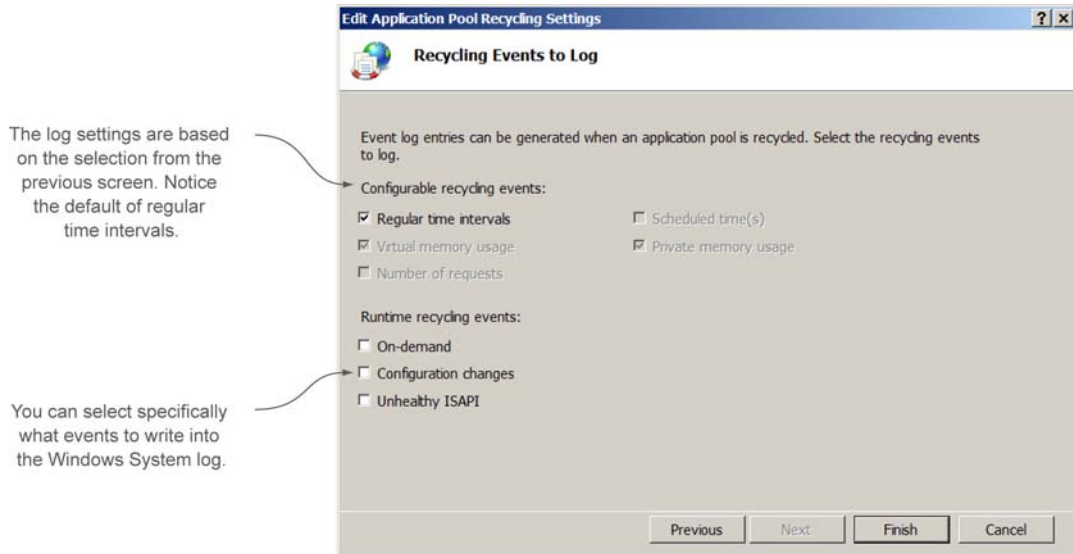 Edit Application Pool Recycling Settings
Recycling Events to Log
The log settings are based
on the selection from the
previous screen. Notice
the default of regular
time intervals.
Event log entries can be generated when an application pool is recycled. Select the recycling events
to log.
Configurable recycling events:
Regular time intervals
Scheduled time(s)
Virtual memory usage
Private memory usage
Number of requests
Runtime recycling events:
On-demand
Configuration changes
Unhealthy ISAPI
You can select specifically
what events to write into
the Windows System log.
Previous
Next
Finish
Cancel